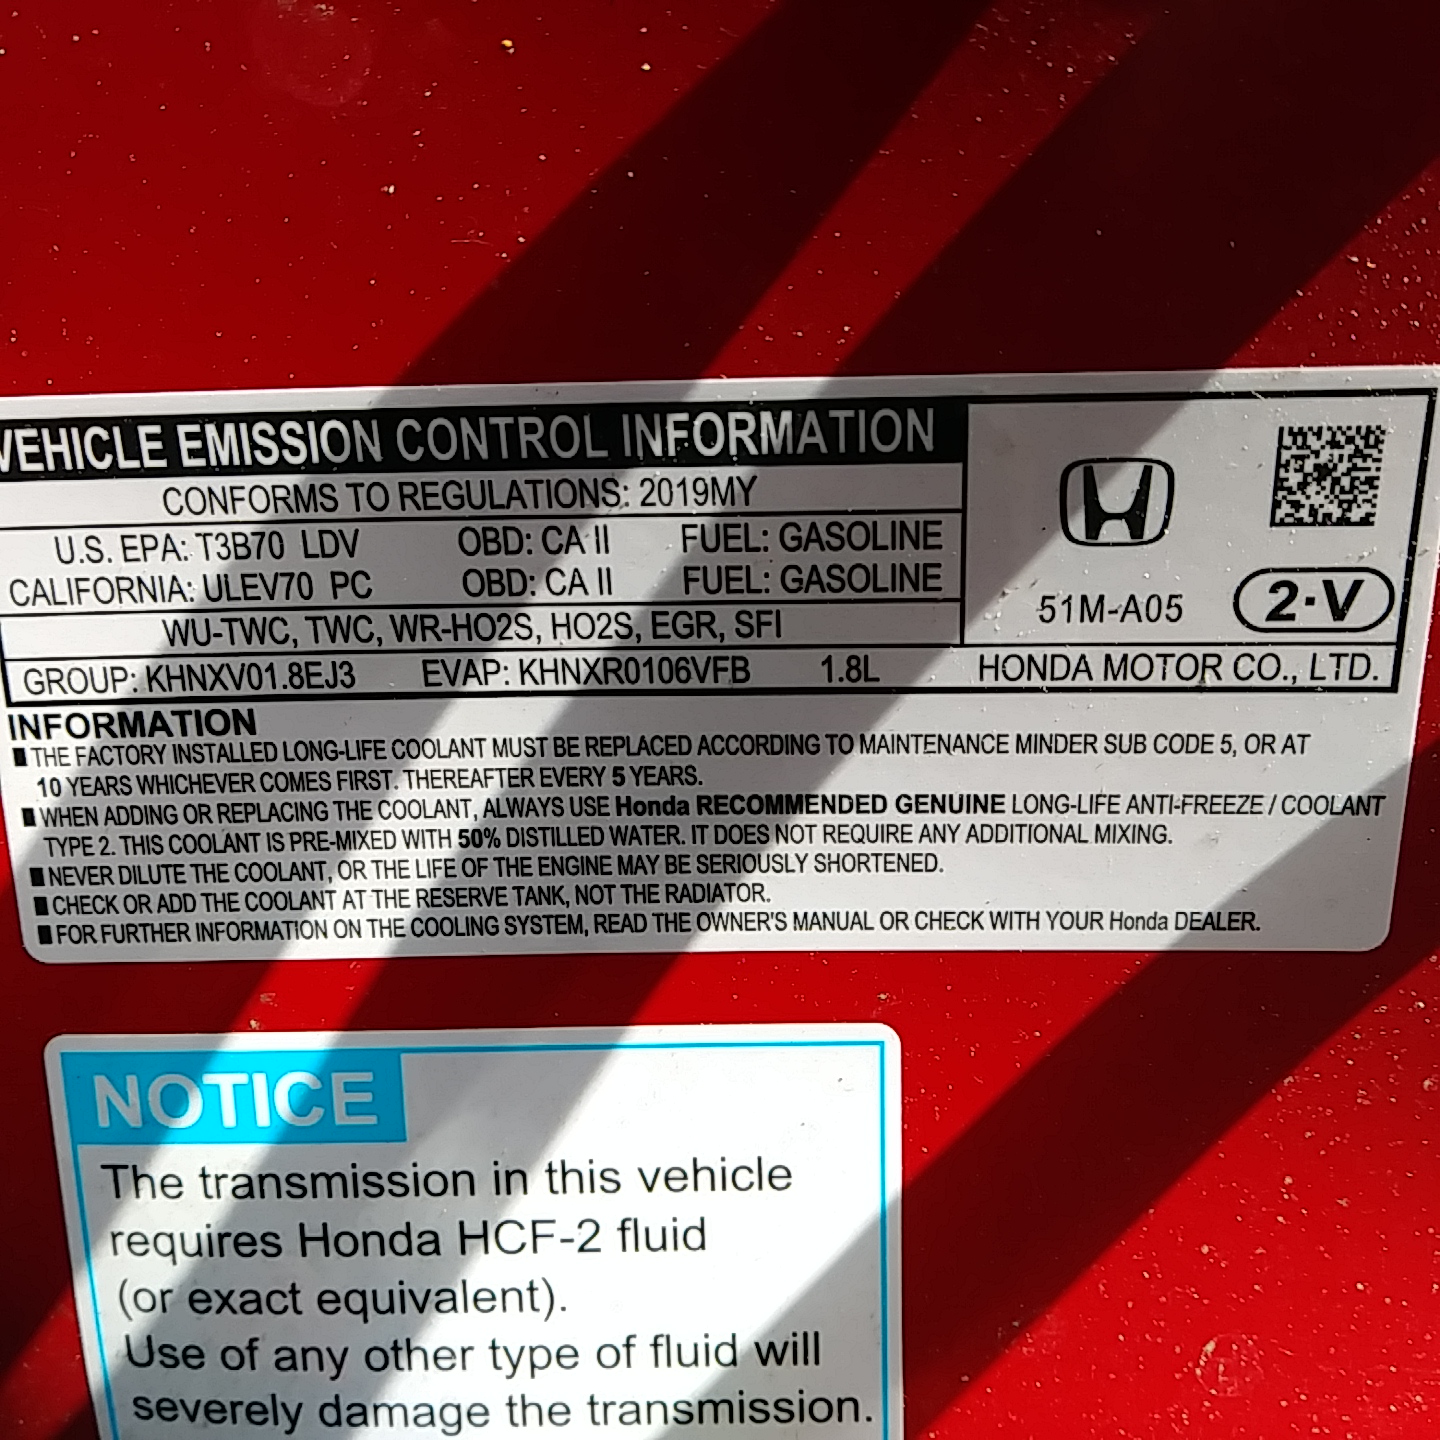 VEHICLE EMISSION CONTROL INFORMATION
CONFORMS TO REGULATIONS: 2019MY
U.S. EPA: T3B70 LDV OBD: CA II FUEL: GASOLINE
CALIFORNIA: ULEV70 PC OBD: CA II FUEL: GASOLINE
51M-A05 2·V
WU-TWC, TWC, WR-HO2S, HO2S, EGR, SFI
GROUP: KHNXV01.8EJ3 EVAP: KHNXR0106VFB 1.8L HONDA MOTOR CO., LTD.
INFORMATION
■ THE FACTORY INSTALLED LONG-LIFE COOLANT MUST BE REPLACED ACCORDING TO MAINTENANCE MINDER SUB CODE 5, OR AT
10 YEARS WHICHEVER COMES FIRST. THEREAFTER EVERY 5 YEARS.
■ WHEN ADDING OR REPLACING THE COOLANT, ALWAYS USE Honda RECOMMENDED GENUINE LONG-LIFE ANTI-FREEZE / COOLANT
TYPE 2. THIS COOLANT IS PRE-MIXED WITH 50% DISTILLED WATER. IT DOES NOT REQUIRE ANY ADDITIONAL MIXING.
■ NEVER DILUTE THE COOLANT, OR THE LIFE OF THE ENGINE MAY BE SERIOUSLY SHORTENED.
■ CHECK OR ADD THE COOLANT AT THE RESERVE TANK, NOT THE RADIATOR.
■ FOR FURTHER INFORMATION ON THE COOLING SYSTEM, READ THE OWNER'S MANUAL OR CHECK WITH YOUR Honda DEALER.
NOTICE
The transmission in this vehicle
requires Honda HCF-2 fluid
(or exact equivalent).
Use of any other type of fluid will
severely damage the transmission.